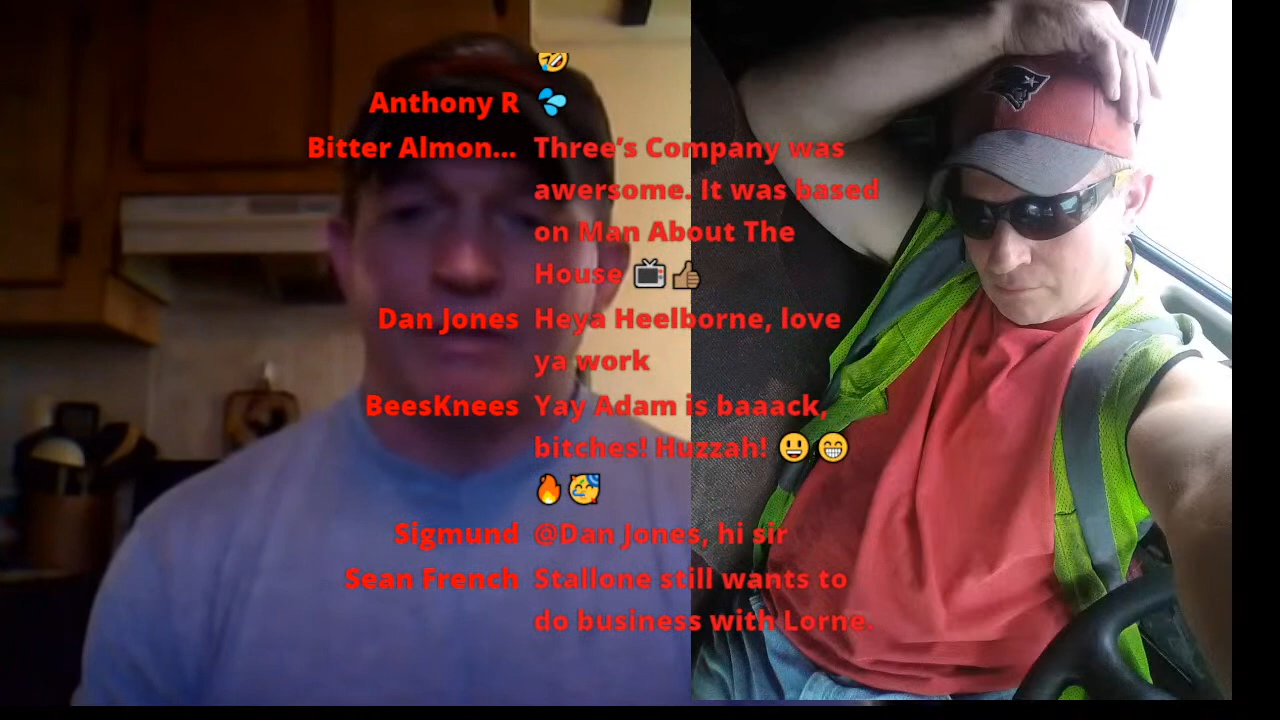 🤣
Anthony R 💦
Bitter Almon... Three’s Company was
awersome. It was based
on Man About The
House 📺👍🏽
Dan Jones Heya Heelborne, love
ya work
BeesKnees Yay Adam is baaack,
bitches! Huzzah! 😃😁
🔥🥳
Sigmund @Dan Jones, hi sir
Sean French Stallone still wants to
do business with Lorne.